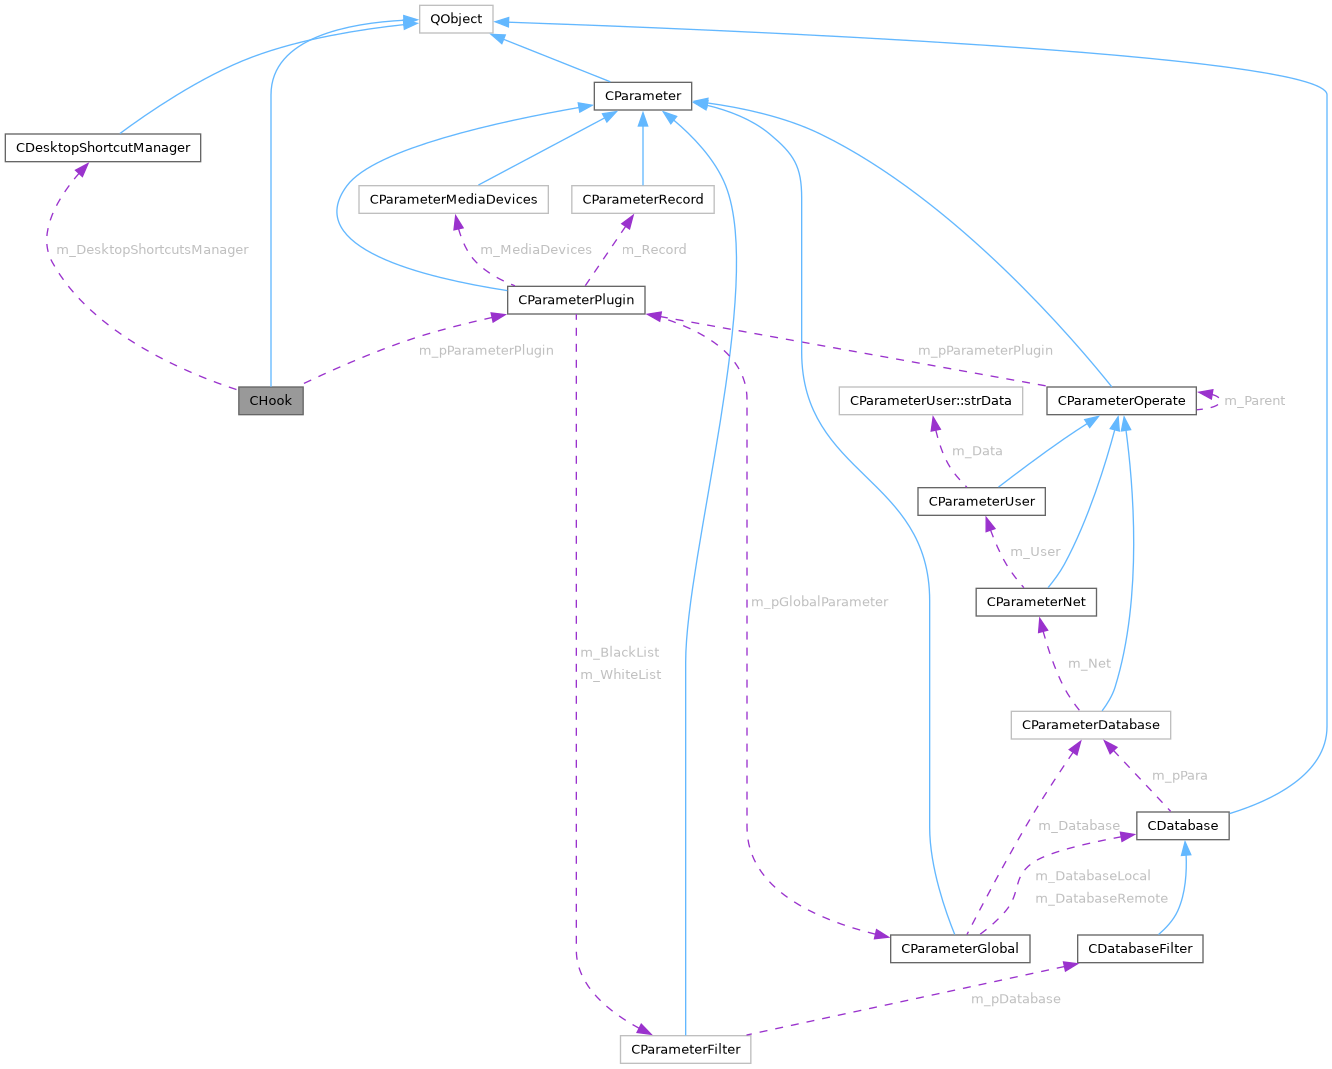 QObject
CParameter
CDesktopShortcutManager
CParameterMediaDevices
CParameterRecord
m_DesktopShortcutsManager
m_MediaDevices
m_Record
CParameterPlugin
m_pParameterPlugin
m_pParameterPlugin
CHook
CParameterUser::strData
CParameterOperate
m_Parent
m_Data
CParameterUser
m_User
CParameterNet
m_pGlobalParameter
m_BlackList
m_WhiteList
m_Net
CParameterDatabase
m_pPara
m_Database
CDatabase
m_DatabaseLocal
m_DatabaseRemote
CParameterGlobal
CDatabaseFilter
m_pDatabase
CParameterFilter